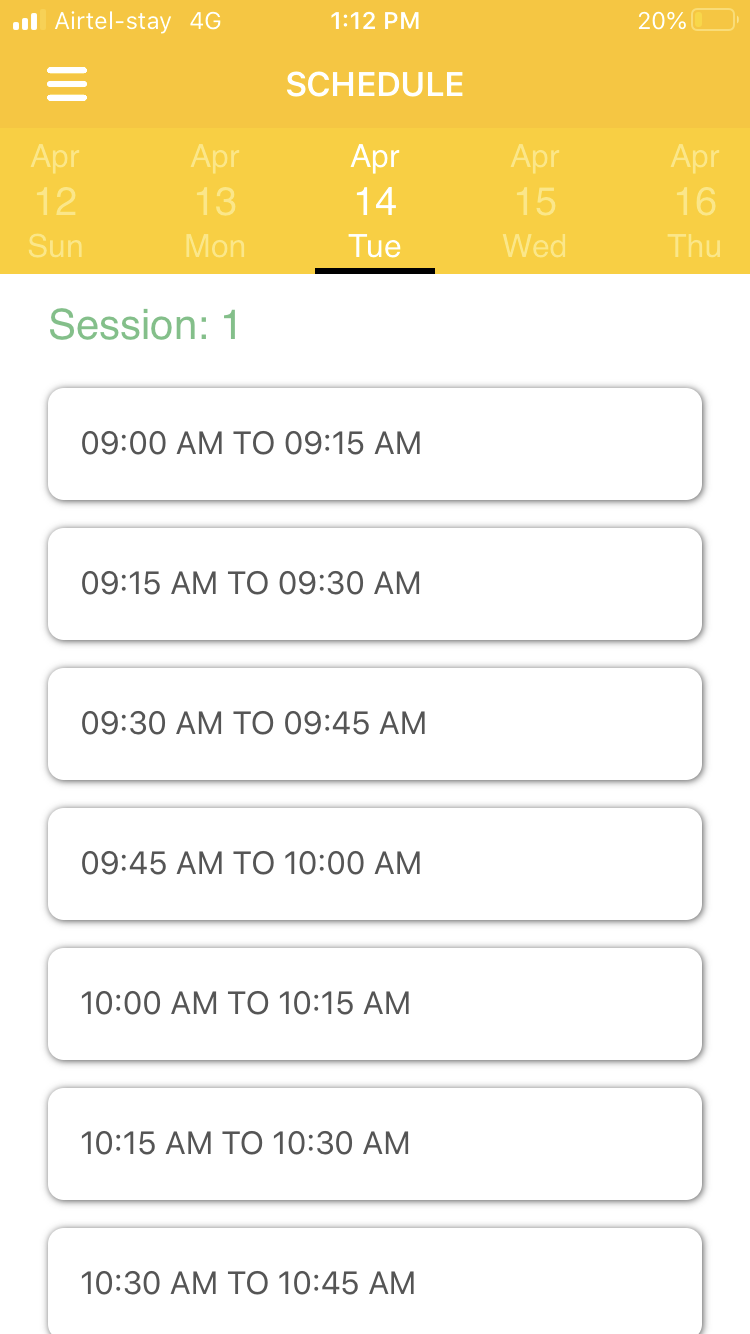 Airtel-stay 4G 1:12 PM 20%
SCHEDULE
Apr Apr Apr Apr Apr
12 13 14 15 16
Sun Mon Tue Wed Thu
Session: 1
09:00 AM TO 09:15 AM
09:15 AM TO 09:30 AM
09:30 AM TO 09:45 AM
09:45 AM TO 10:00 AM
10:00 AM TO 10:15 AM
10:15 AM TO 10:30 AM
10:30 AM TO 10:45 AM